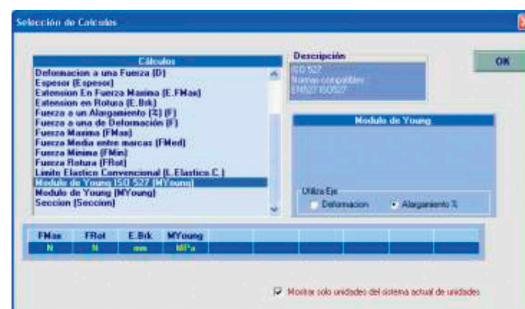 Selección de Calculos
Cálculos
Deformacion a una Fuerza (D)
Espesor (Espesor)
Extension En Fuerza Maxima (E.FMax)
Extension en Rotura (E.Brk)
Fuerza a un Alargamiento (%) (F)
Fuerza a una de Deformación (F)
Fuerza Maxima (FMax)
Fuerza Media entre marcas (FMed)
Fuerza Minima (FMin)
Fuerza Rotura (FRot)
Limite Elastico Convencional (L.Elastico C.)
Modulo de Young ISO 527 (MYoung)
Modulo de Young (MYoung)
Seccion (Seccion)
Descripción
ISO 527
Normas compatibles
EN527 ISO527
OK
Modulo de Young
Utiliza Eje
Deformacion
Alargamiento %
FMax FRot E.Brk MYoung
N N mm MPa
Mostrar solo unidades del sistema actual de unidades